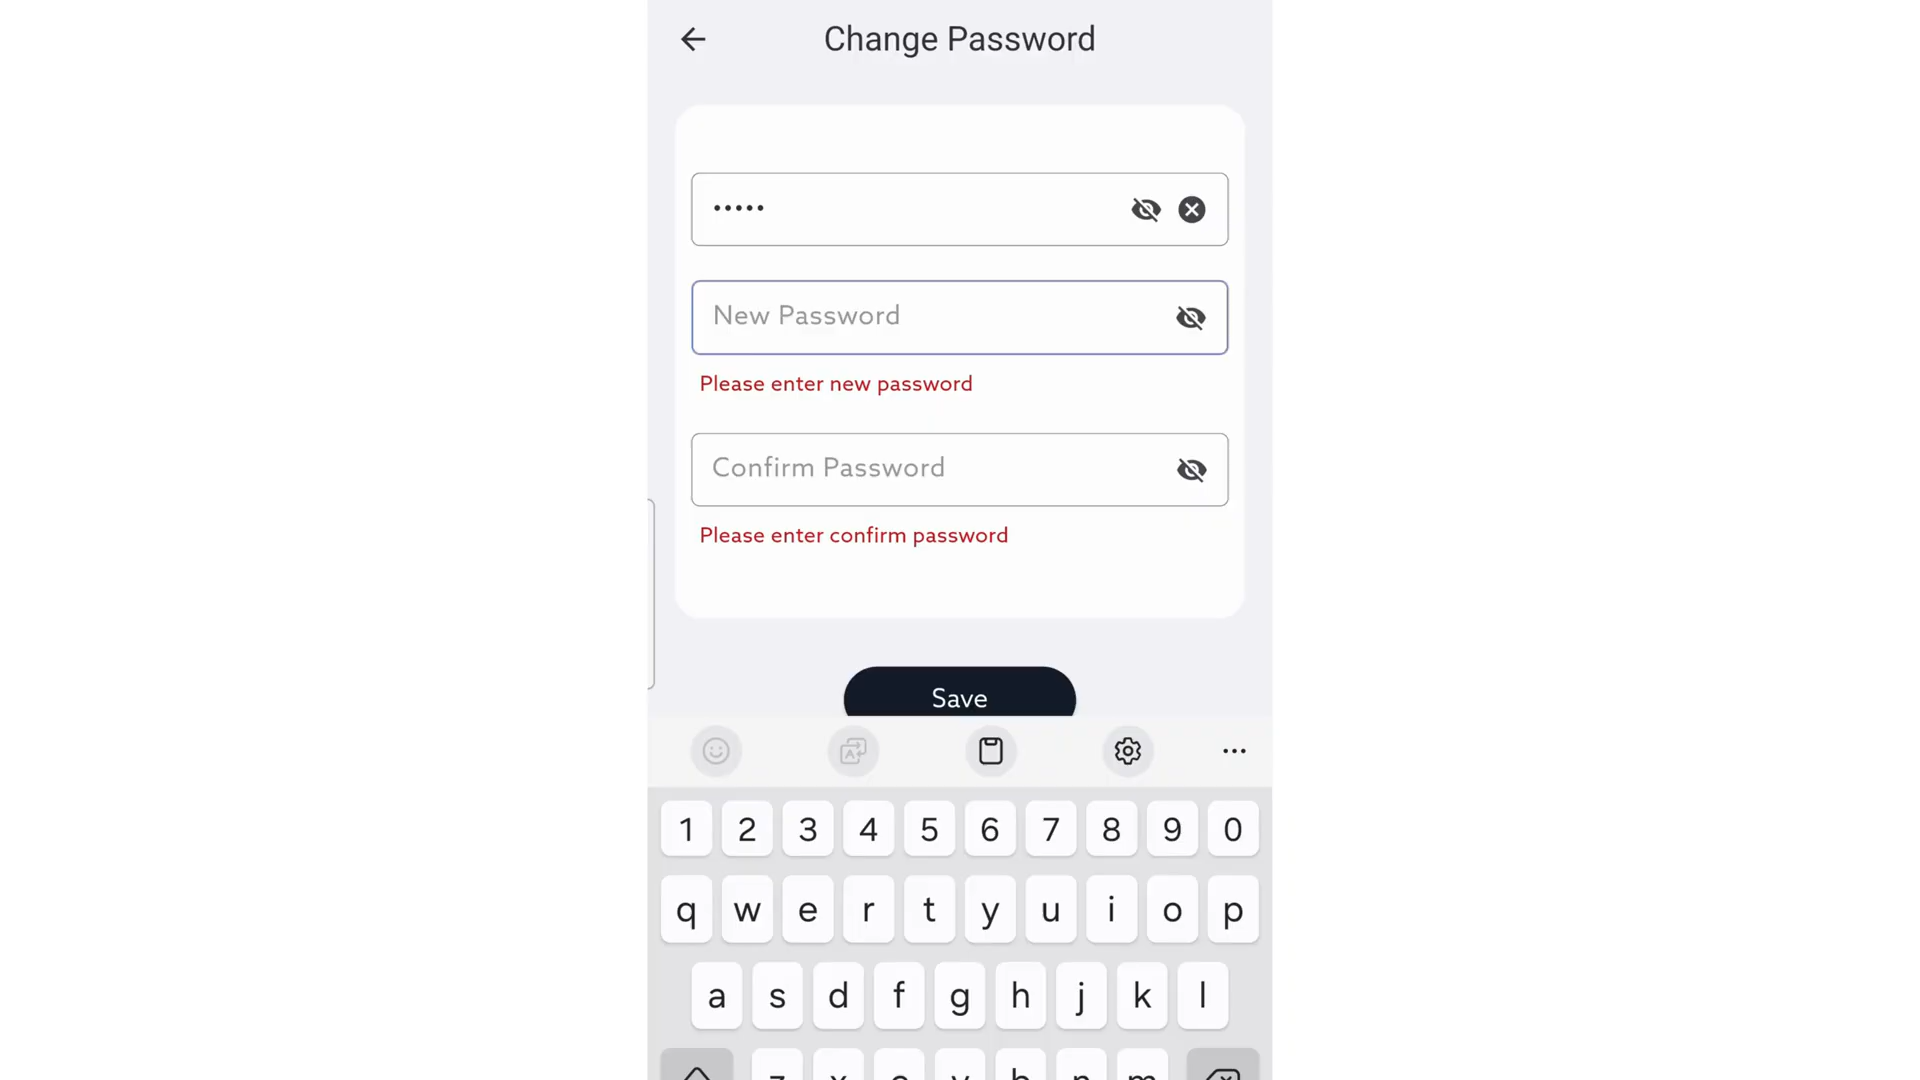 Change Password
•••••
New Password
Please enter new password
Confirm Password
Please enter confirm password
Save
1 2 3 4 5 6 7 8 9 0
q w e r t y u i o p
a s d f g h j k l
z x c v b n m